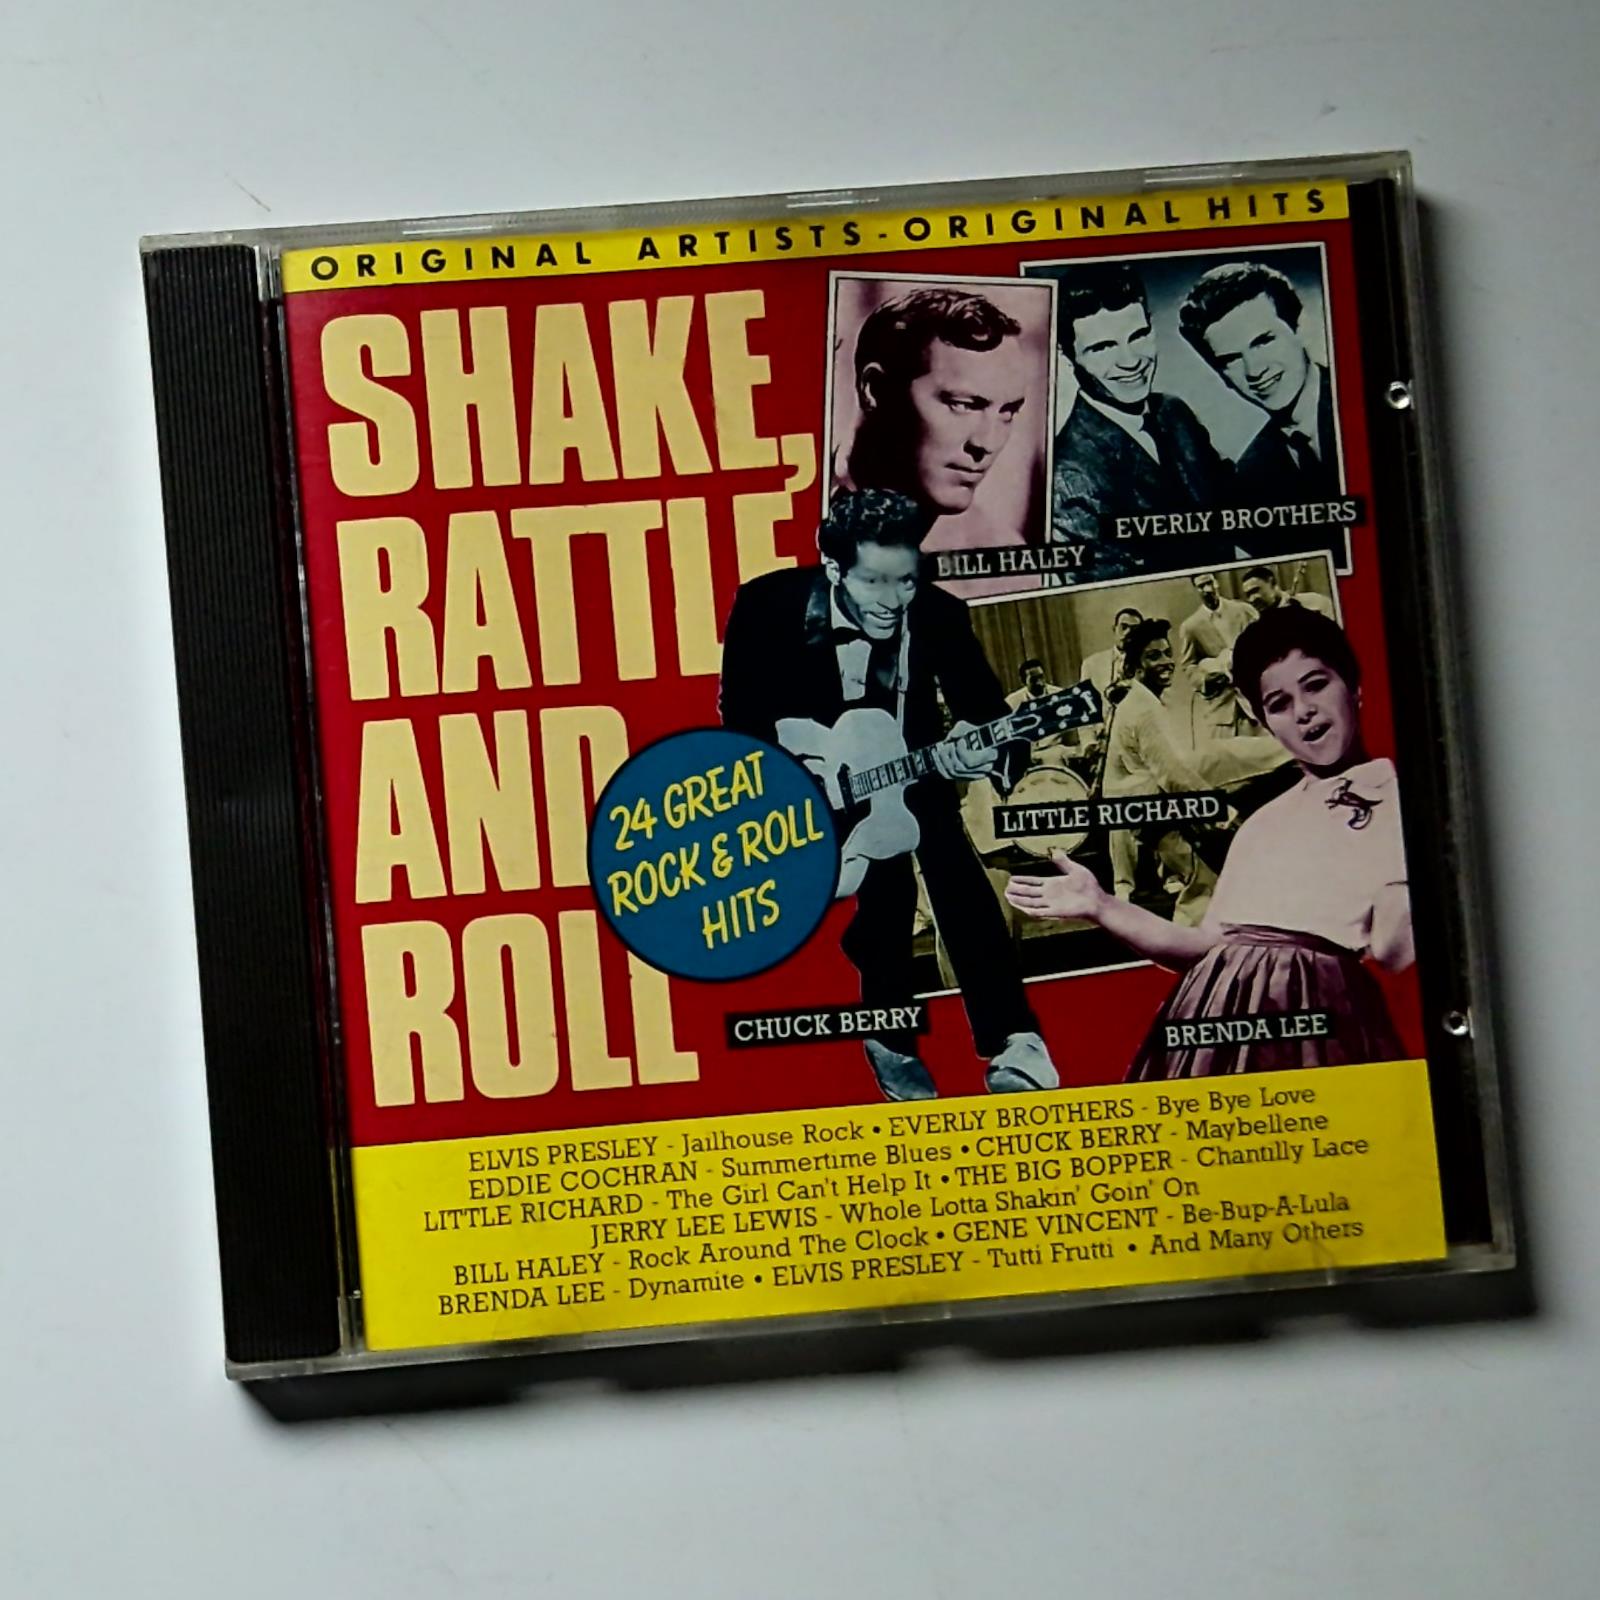 ORIGINAL ARTISTS - ORIGINAL HITS
SHAKE,
RATTLE
AND
ROLL
24 GREAT
ROCK & ROLL
HITS
BILL HALEY
EVERLY BROTHERS
LITTLE RICHARD
CHUCK BERRY
BRENDA LEE
ELVIS PRESLEY - Jailhouse Rock • EVERLY BROTHERS - Bye Bye Love
EDDIE COCHRAN - Summertime Blues • CHUCK BERRY - Maybellene
LITTLE RICHARD - The Girl Can't Help It • THE BIG BOPPER - Chantilly Lace
JERRY LEE LEWIS - Whole Lotta Shakin' Goin' On
BILL HALEY - Rock Around The Clock • GENE VINCENT - Be-Bup-A-Lula
BRENDA LEE - Dynamite • ELVIS PRESLEY - Tutti Frutti • And Many Others